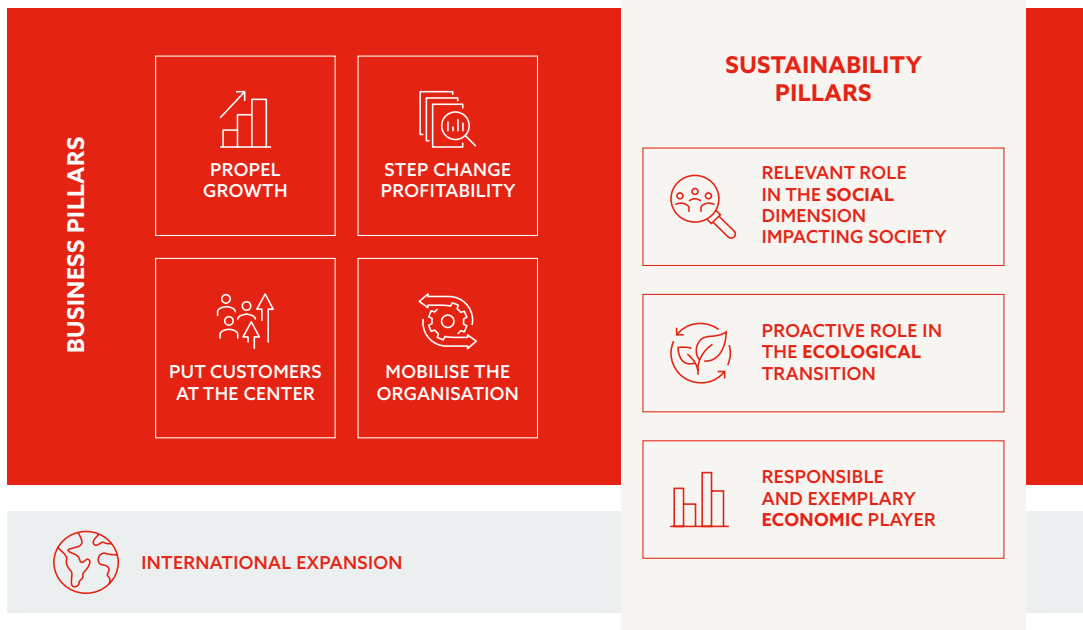 BUSINESS PILLARS
PROPEL
GROWTH
STEP CHANGE
PROFITABILITY
PUT CUSTOMERS
AT THE CENTER
MOBILISE THE
ORGANISATION
INTERNATIONAL EXPANSION
SUSTAINABILITY
PILLARS
RELEVANT ROLE
IN THE SOCIAL
DIMENSION
IMPACTING SOCIETY
PROACTIVE ROLE IN
THE ECOLOGICAL
TRANSITION
RESPONSIBLE
AND EXEMPLARY
ECONOMIC PLAYER